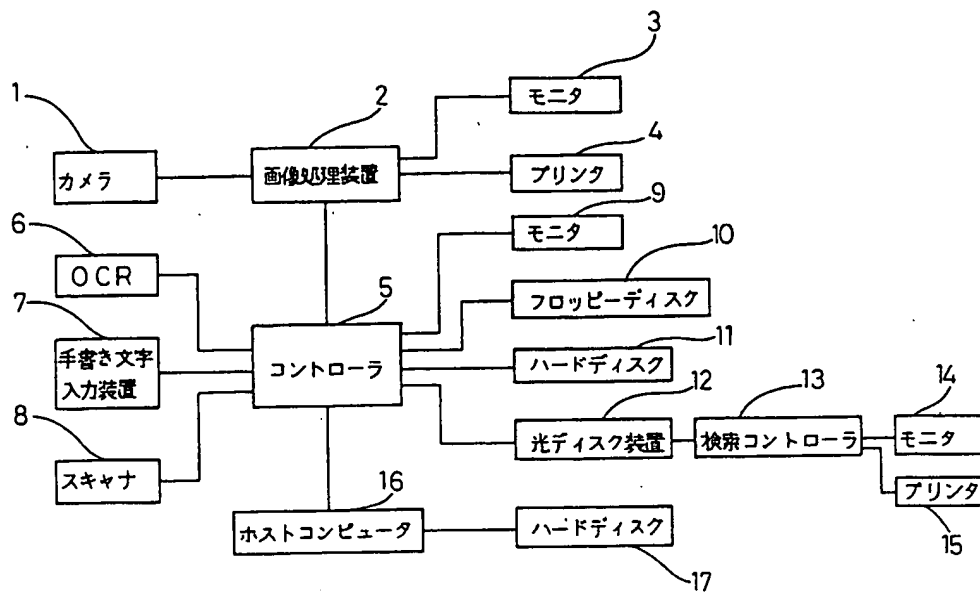 3
モニタ
1
2
4
カメラ
画像処理装置
プリンタ
9
6
モニタ
OCR
10
7
5
フロッピーディスク
手書き文字
入力装置
コントローラ
11
ハードディスク
8
12
13
14
スキャナ
光ディスク装置
検索コントローラ
モニタ
16
プリンタ
15
ホストコンピュータ
ハードディスク
17